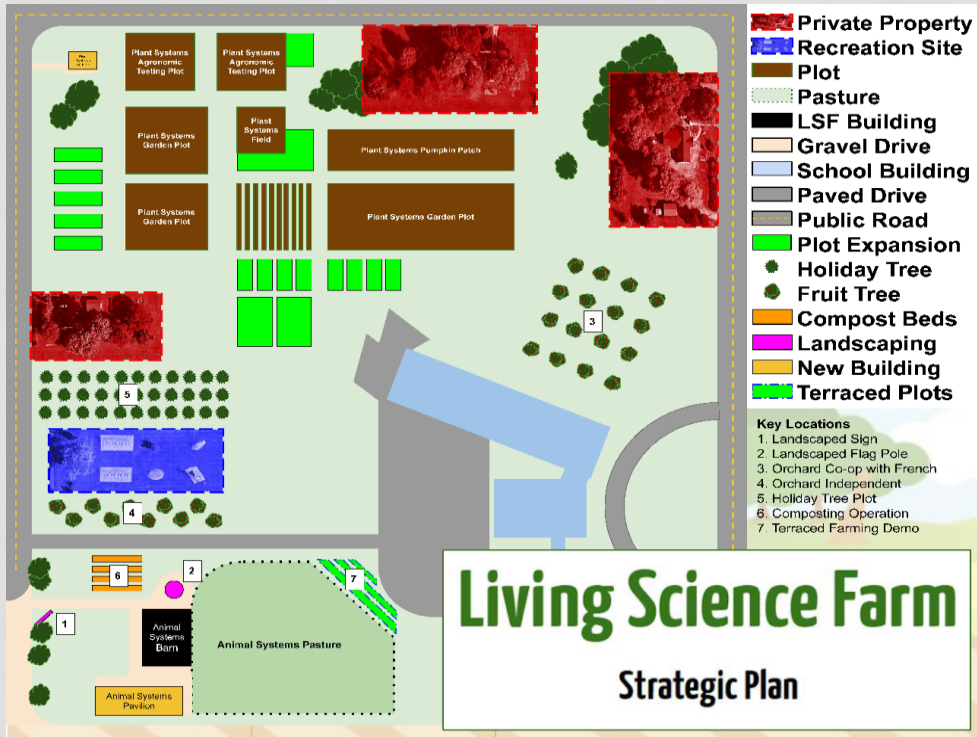 Plant Systems
Agronomic
Testing Plot
Plant Systems
Agronomic
Testing Plot
Plant Systems
Garden Plot
Plant
Systems
Field
Plant Systems Pumpkin Patch
Plant Systems
Garden Plot
Plant Systems Garden Plot
3
5
4
6
2
1
7
Animal
Systems
Barn
Animal Systems Pasture
Animal Systems
Pavilion
Private Property
Recreation Site
Plot
Pasture
LSF Building
Gravel Drive
School Building
Paved Drive
Public Road
Plot Expansion
Holiday Tree
Fruit Tree
Compost Beds
Landscaping
New Building
Terraced Plots
Key Locations
1. Landscaped Sign
2. Landscaped Flag Pole
3. Orchard Co-op with French
4. Orchard Independent
5. Holiday Tree Plot
6. Composting Operation
7. Terraced Farming Demo
Living Science Farm
Strategic Plan